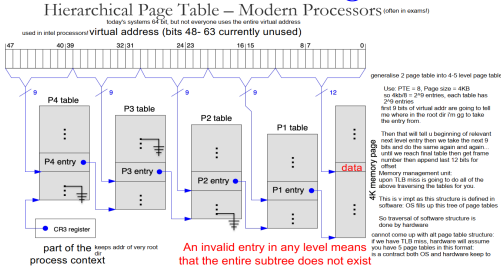 Hierarchical Page Table – Modern Processors (often in exams!)
today's systems 64 bit, but not everyone uses the entire virtual address
used in intel processors! virtual address (bits 48- 63 currently unused)
47 40:39 32:31 24:23 16:15 8:7 0
9 9 9 9 12
P4 table
P3 table
P2 table
P1 table
P4 entry
P3 entry
P2 entry
P1 entry
data
4K memory page
CR3 register
part of the process context
keeps addr of very root dir
An invalid entry in any level means
that the entire subtree does not exist
generalise 2 page table into 4-5 level page table
Use: PTE = 8, Page size = 4KB
so 4kb/8 = 2^9 entries, each table has
2^9 entries
first 9 bits of virtual addr are going to tell
me where in the root dir /m gg to take
the entry from.
Then that will tell u beginning of relevant
next level entry then we take the next 9
bits and do the same again and again
until we reach final table then get frame
number then append last 12 bits for
offset
Memory management unit:
upon TLB miss is going to do all of the
above traversing the tables for you.
This is v impt as this structure is defined in
software OS fills up this tree of page tables
So traversal of software structure is
done by hardware
cannot come up with alt page table structure:
if we have TLB miss, hardware will assume
you have 5 page tables in this format:
is a contract both OS and hardware keep to